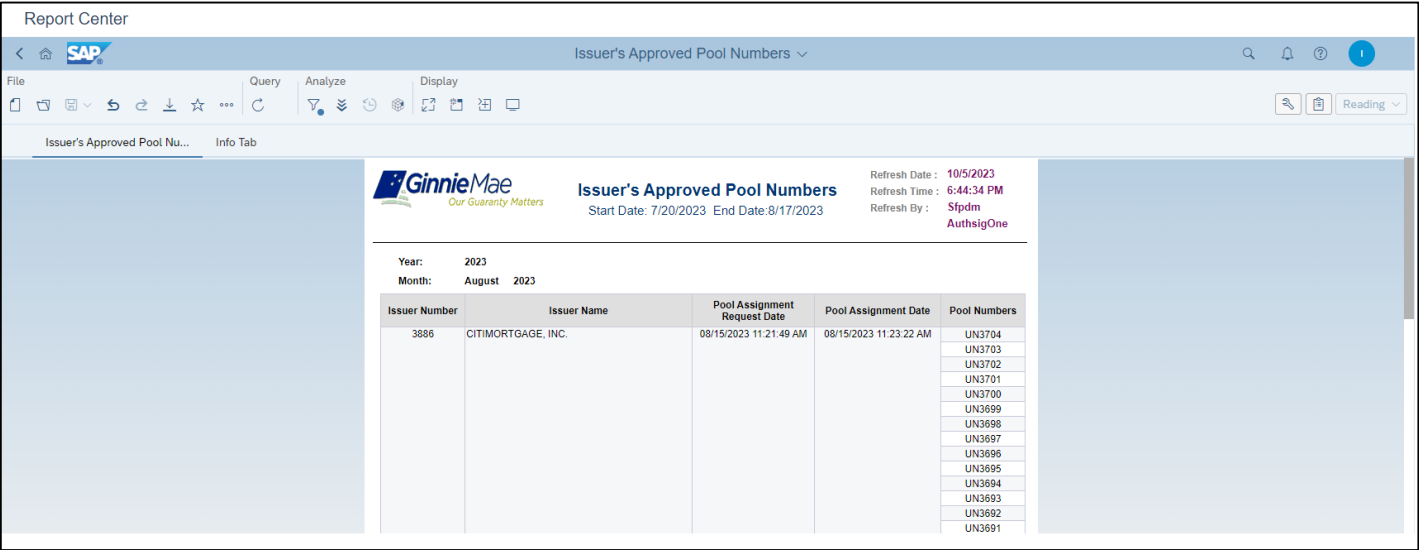 Report Center
SAP
Issuer's Approved Pool Numbers
I
File
Query
Analyze
Display
Reading
Issuer's Approved Pool Nu...
Info Tab
GinnieMae
Our Guaranty Matters
Issuer's Approved Pool Numbers
Start Date: 7/20/2023 End Date:8/17/2023
Refresh Date : 10/5/2023
Refresh Time : 6:44:34 PM
Refresh By : Sfpdm
AuthsigOne
Year: 2023
Month: August 2023
Issuer Number Issuer Name Pool Assignment Request Date Pool Assignment Date Pool Numbers
3886 CITIMORTGAGE, INC. 08/15/2023 11:21:49 AM 08/15/2023 11:23:22 AM UN3704
UN3703
UN3702
UN3701
UN3700
UN3699
UN3698
UN3697
UN3696
UN3695
UN3694
UN3693
UN3692
UN3691